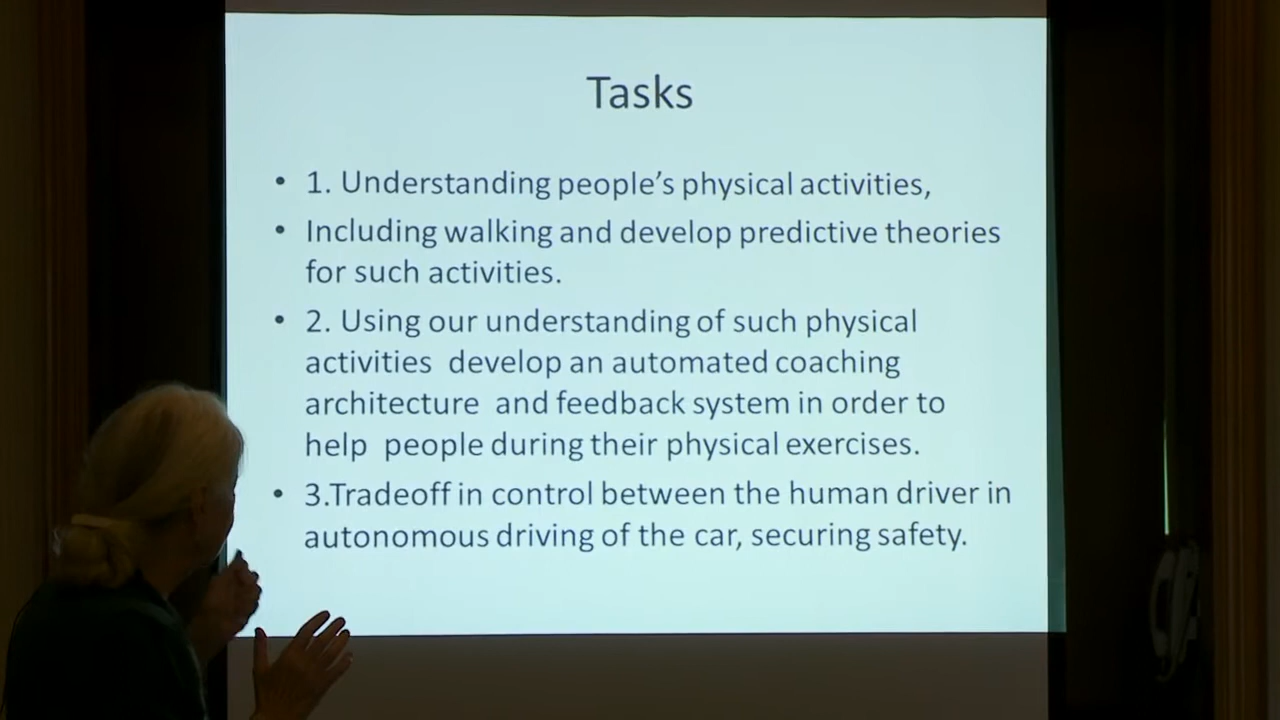 Tasks
• 1. Understanding people's physical activities,
• Including walking and develop predictive theories
for such activities.
• 2. Using our understanding of such physical
activities develop an automated coaching
architecture and feedback system in order to
help people during their physical exercises.
• 3.Tradeoff in control between the human driver in
autonomous driving of the car, securing safety.